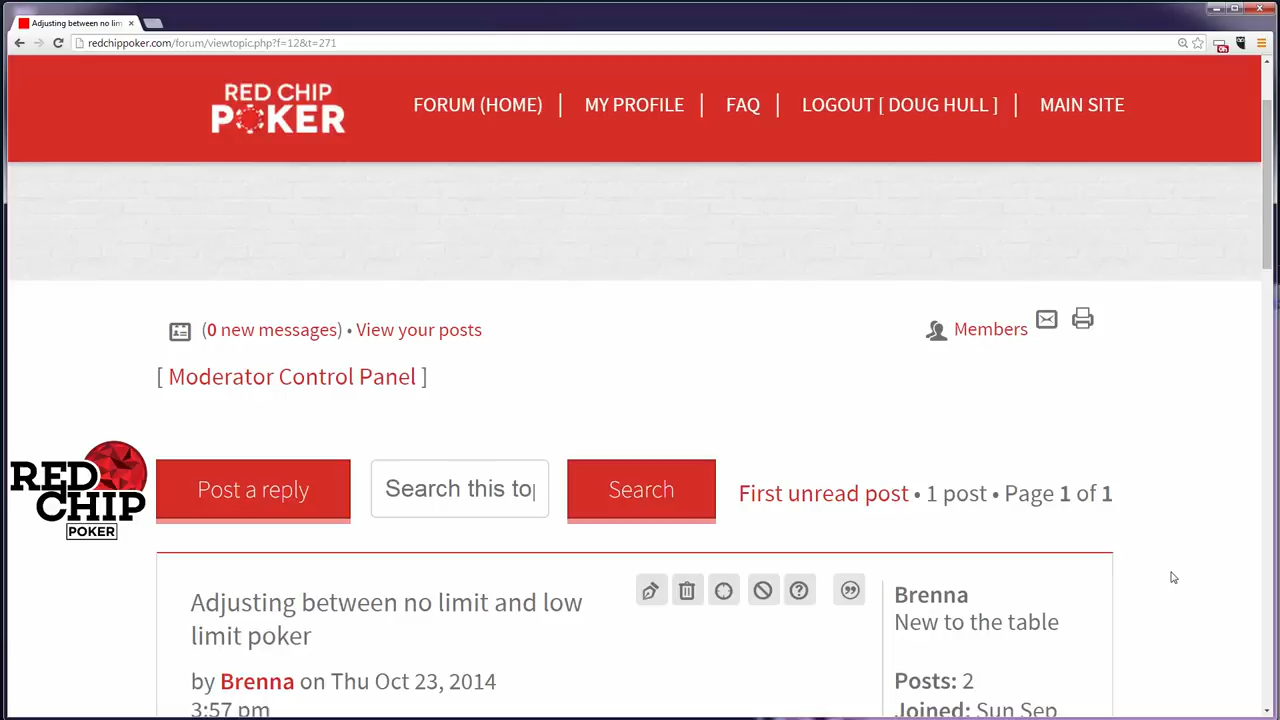 Adjusting between no lim
redchippoker.com/forum/viewtopic.php?f=12&t=271
0h
RED CHIP
POKER
FORUM (HOME) | MY PROFILE | FAQ | LOGOUT [ DOUG HULL ] | MAIN SITE
(0 new messages) • View your posts
Members
[ Moderator Control Panel ]
RED
CHIP
POKER
Post a reply
Search this to
Search
First unread post • 1 post • Page 1 of 1
Adjusting between no limit and low
limit poker
by Brenna on Thu Oct 23, 2014
3:57 pm
Brenna
New to the table
Posts: 2
Joined: Sun Sep